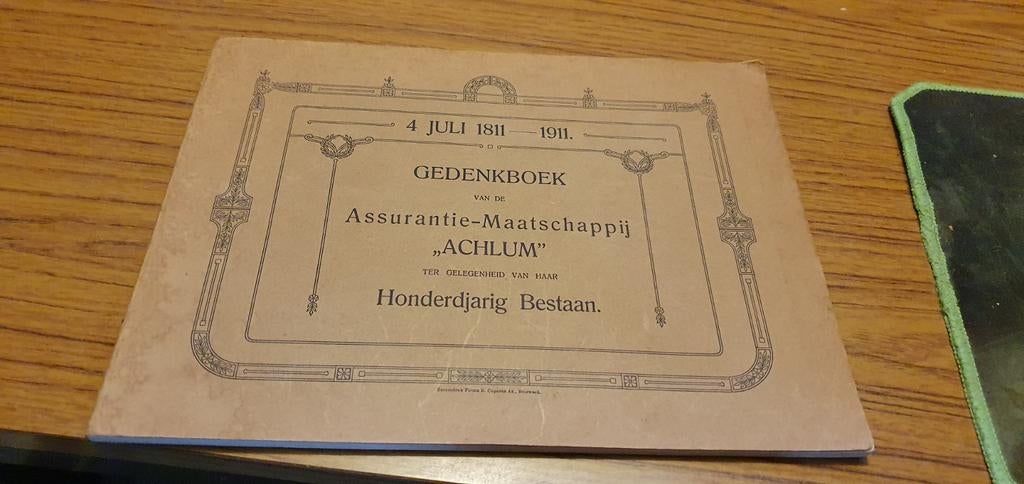 4 JULI 1811 — 1911.
GEDENKBOEK
VAN DE
Assurantie-Maatschappij
„ACHLUM”
TER GELEGENHEID VAN HAAR
Honderdjarig Bestaan.